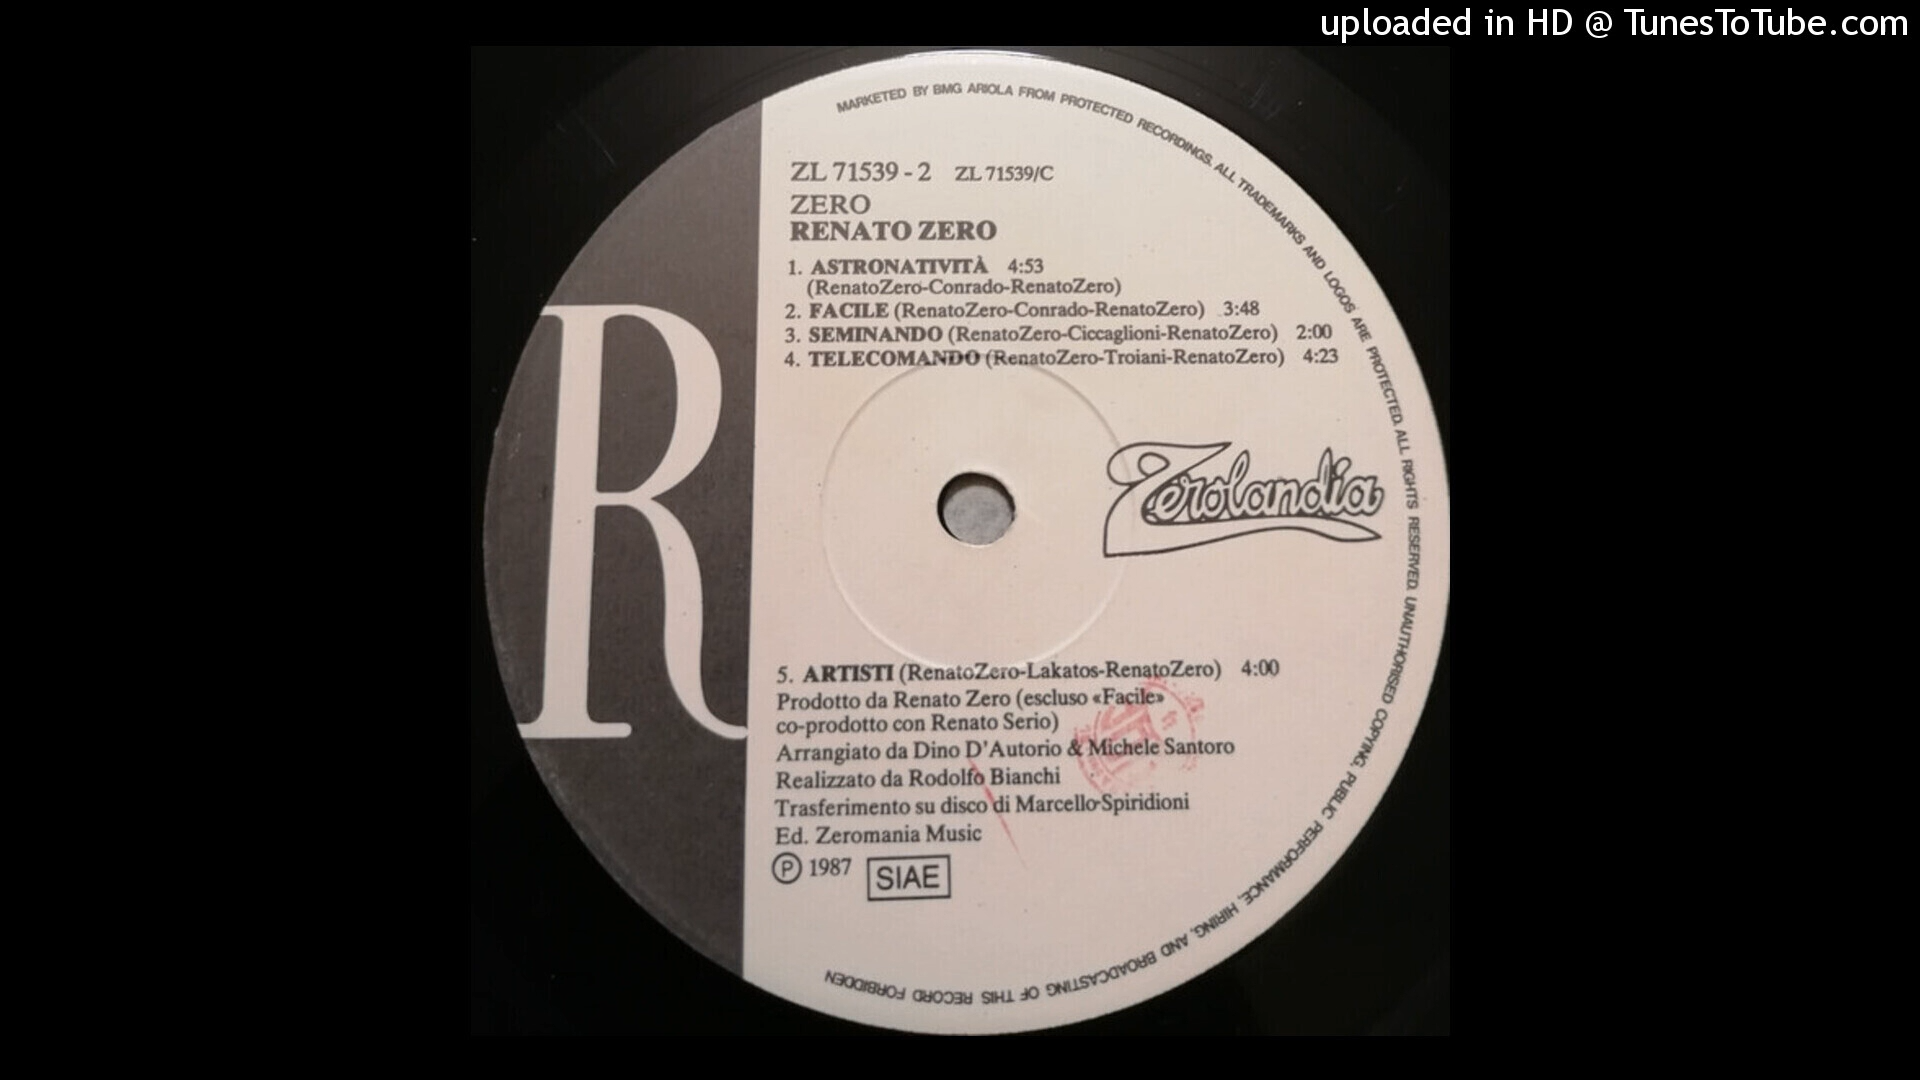 uploaded in HD @ TunesToTube.com
MARKETED BY BMG ARIOLA FROM PROTECTED RECORDINGS. ALL TRADEMARKS AND LOGOS ARE PROTECTED. ALL RIGHTS RESERVED. UNAUTHORISED COPYING, PUBLIC PERFORMANCE, HIRING, AND BROADCASTING OF THIS RECORD FORBIDDEN
ZL 71539 - 2 ZL 71539/C
ZERO
RENATO ZERO
1. ASTRONATIVITÀ 4:53
(RenatoZero-Conrado-RenatoZero)
2. FACILE (RenatoZero-Conrado-RenatoZero) 3:48
3. SEMINANDO (RenatoZero-Ciccaglioni-RenatoZero) 2:00
4. TELECOMANDO (RenatoZero-Troiani-RenatoZero) 4:23
R
Zerolandia
5. ARTISTI (RenatoZero-Lakatos-RenatoZero) 4:00
Prodotto da Renato Zero (escluso «Facile»
co-prodotto con Renato Serio)
Arrangiato da Dino D'Autorio & Michele Santoro
Realizzato da Rodolfo Bianchi
Trasferimento su disco di Marcello Spiridioni
Ed. Zeromania Music
Ⓟ 1987 SIAE